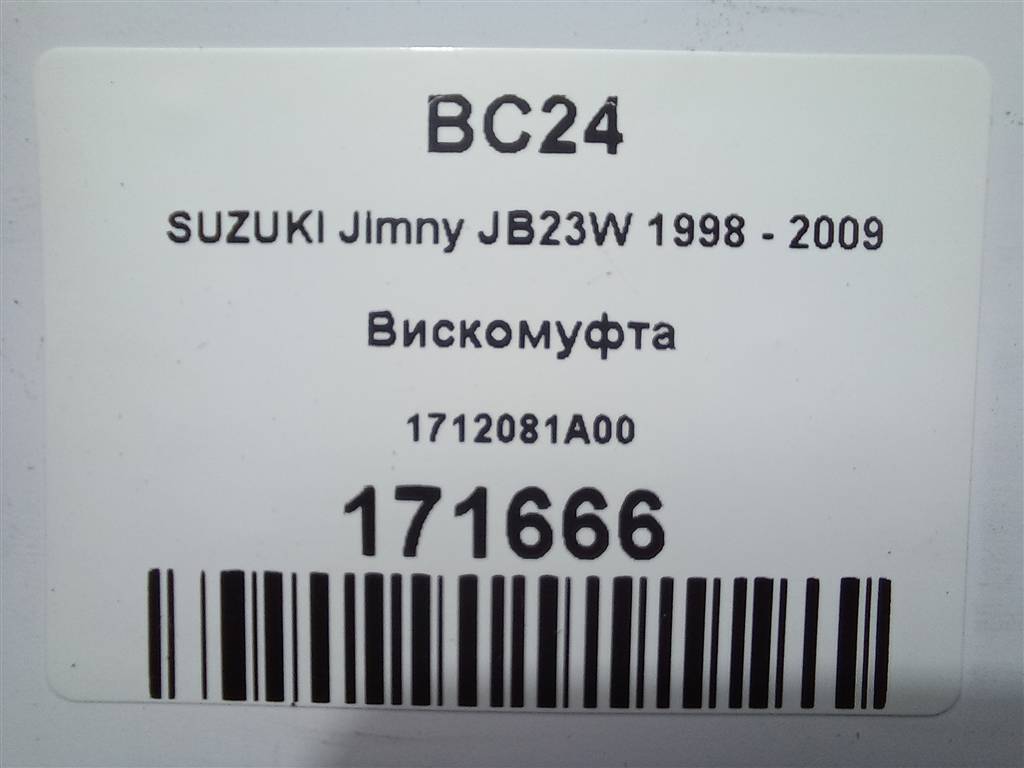 BC24
SUZUKI Jimny JB23W 1998 - 2009
Вискомуфта
1712081A00
171666